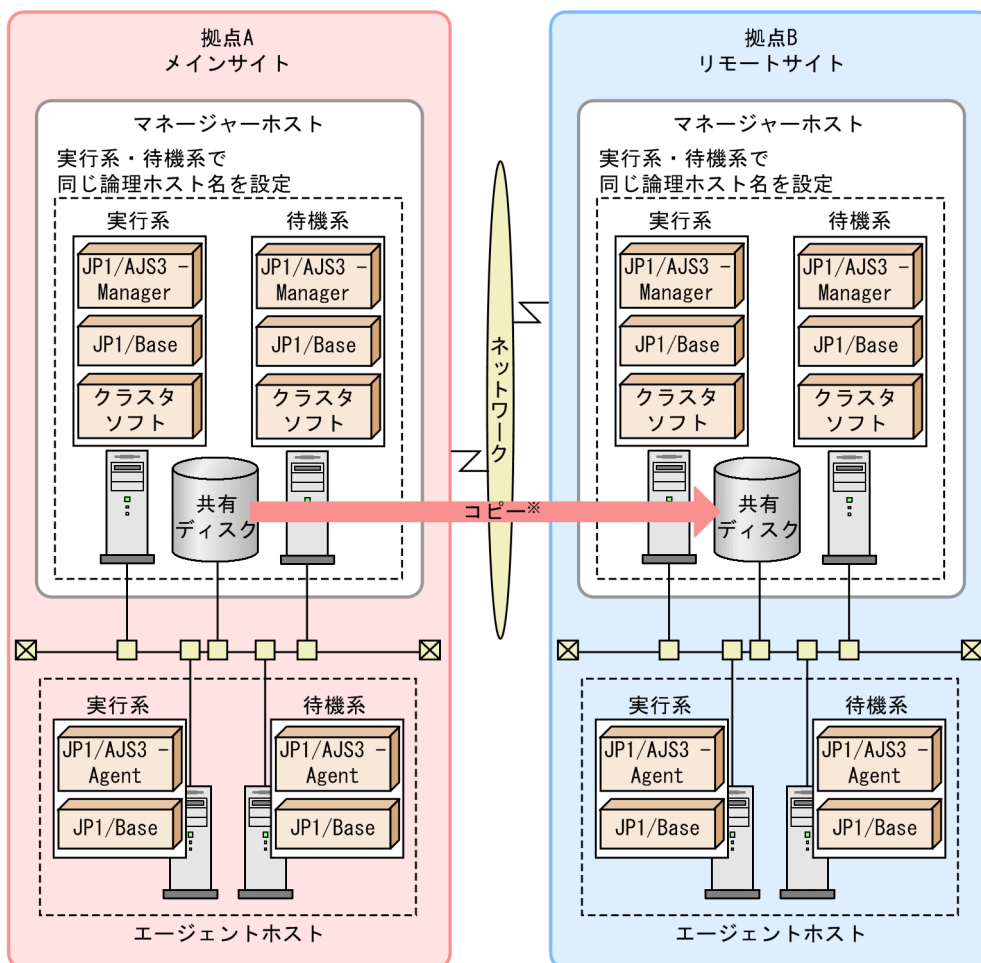 拠点A
メインサイト
マネージャーホスト
実行系・待機系で
同じ論理ホスト名を設定
実行系
JP1/AJS3 −
Manager
JP1/Base
クラスタ
ソフト
待機系
JP1/AJS3 −
Manager
JP1/Base
クラスタ
ソフト
共有
ディスク
実行系
JP1/AJS3 −
Agent
JP1/Base
待機系
JP1/AJS3 −
Agent
JP1/Base
エージェントホスト
ネットワーク
コピー※
拠点B
リモートサイト
マネージャーホスト
実行系・待機系で
同じ論理ホスト名を設定
実行系
JP1/AJS3 −
Manager
JP1/Base
クラスタ
ソフト
待機系
JP1/AJS3 −
Manager
JP1/Base
クラスタ
ソフト
共有
ディスク
実行系
JP1/AJS3 −
Agent
JP1/Base
待機系
JP1/AJS3 −
Agent
JP1/Base
エージェントホスト